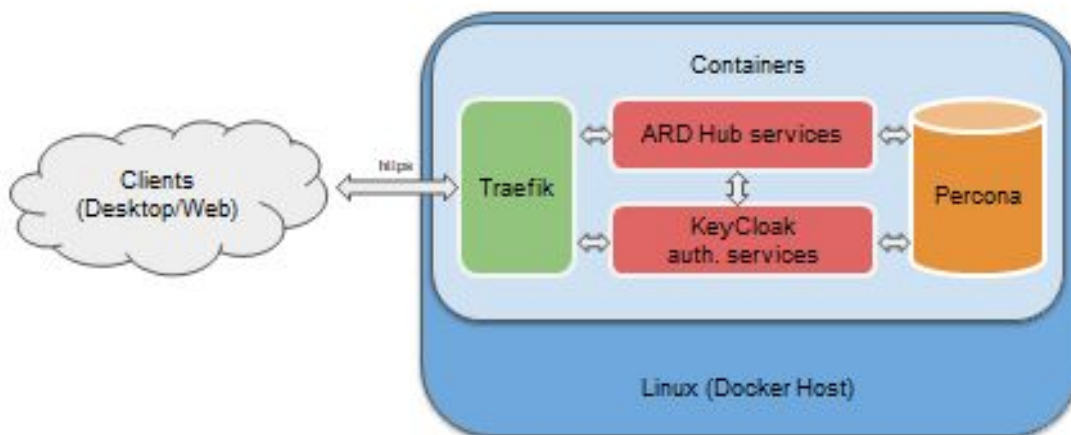 Containers
Clients
(Desktop/Web)
https
Traefik
ARD Hub services
KeyCloak
auth. services
Percona
Linux (Docker Host)